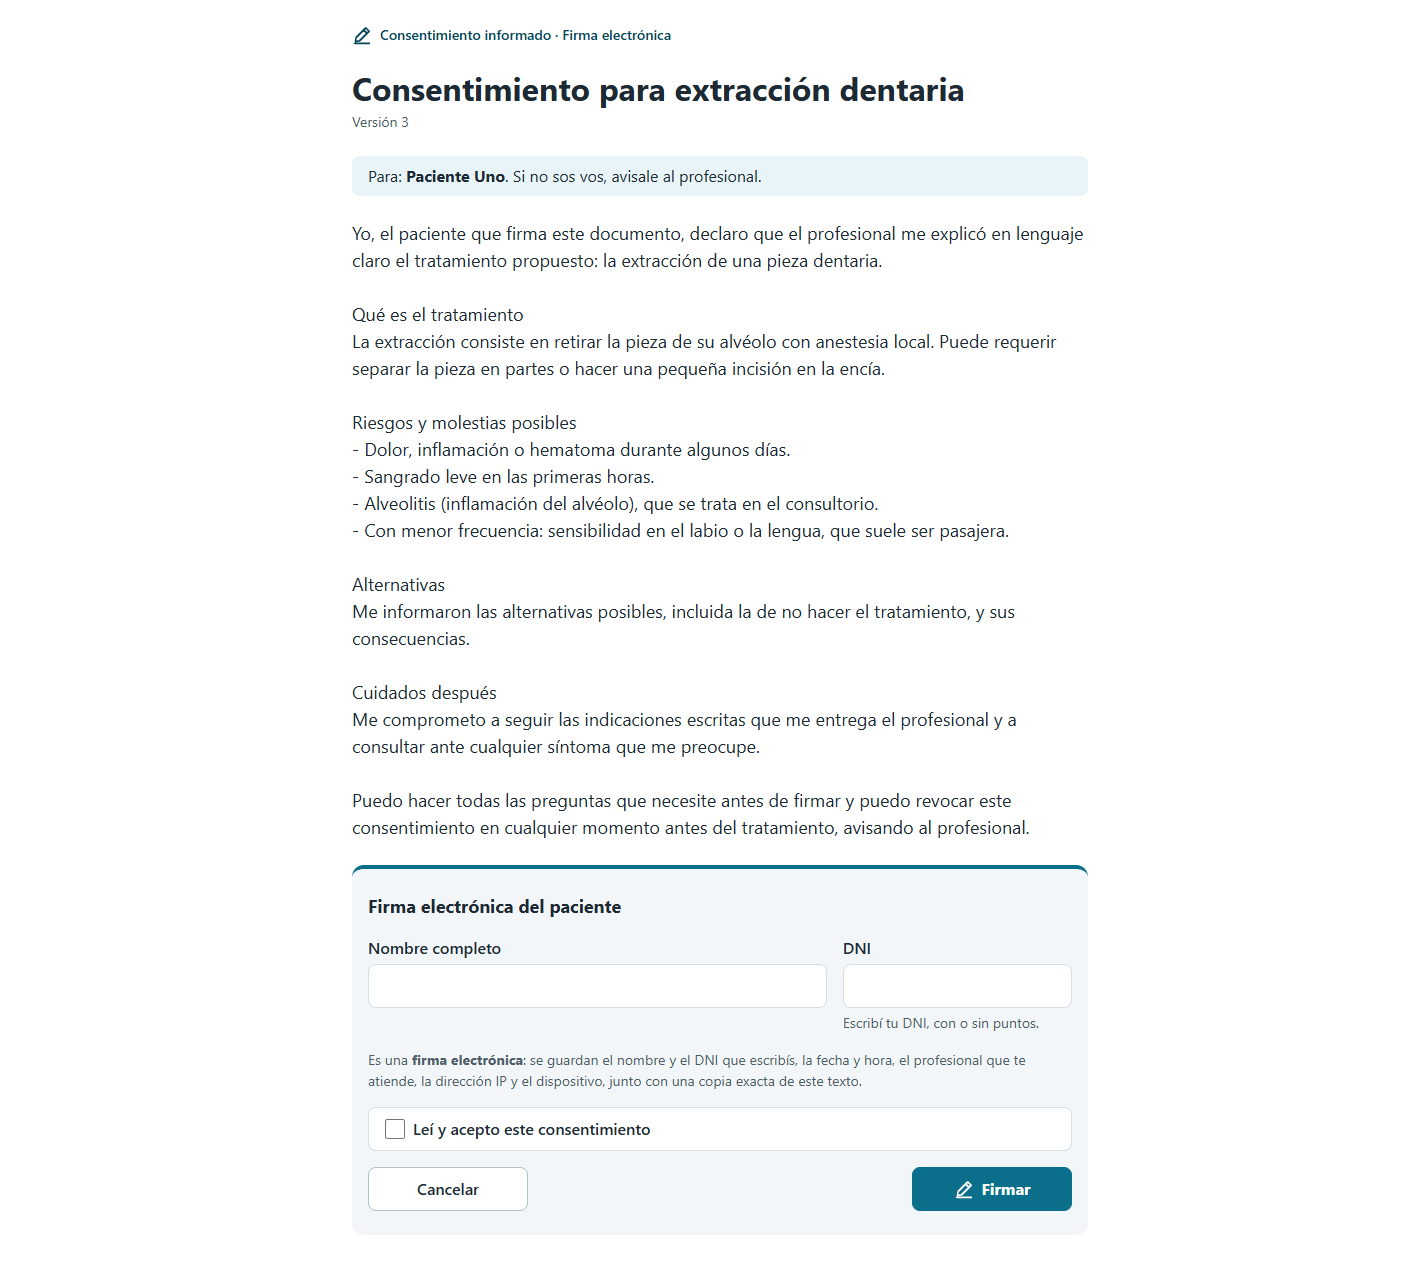 Consentimiento informado · Firma electrónica
Consentimiento para extracción dentaria
Versión 3
Para: Paciente Uno. Si no sos vos, avisale al profesional.
Yo, el paciente que firma este documento, declaro que el profesional me explicó en lenguaje
claro el tratamiento propuesto: la extracción de una pieza dentaria.
Qué es el tratamiento
La extracción consiste en retirar la pieza de su alvéolo con anestesia local. Puede requerir
separar la pieza en partes o hacer una pequeña incisión en la encía.
Riesgos y molestias posibles
- Dolor, inflamación o hematoma durante algunos días.
- Sangrado leve en las primeras horas.
- Alveolitis (inflamación del alvéolo), que se trata en el consultorio.
- Con menor frecuencia: sensibilidad en el labio o la lengua, que suele ser pasajera.
Alternativas
Me informaron las alternativas posibles, incluida la de no hacer el tratamiento, y sus
consecuencias.
Cuidados después
Me comprometo a seguir las indicaciones escritas que me entrega el profesional y a
consultar ante cualquier síntoma que me preocupe.
Puedo hacer todas las preguntas que necesite antes de firmar y puedo revocar este
consentimiento en cualquier momento antes del tratamiento, avisando al profesional.
Firma electrónica del paciente
Nombre completo
DNI
Escribí tu DNI, con o sin puntos.
Es una firma electrónica: se guardan el nombre y el DNI que escribís, la fecha y hora, el profesional que te
atiende, la dirección IP y el dispositivo, junto con una copia exacta de este texto.
Leí y acepto este consentimiento
Cancelar
Firmar